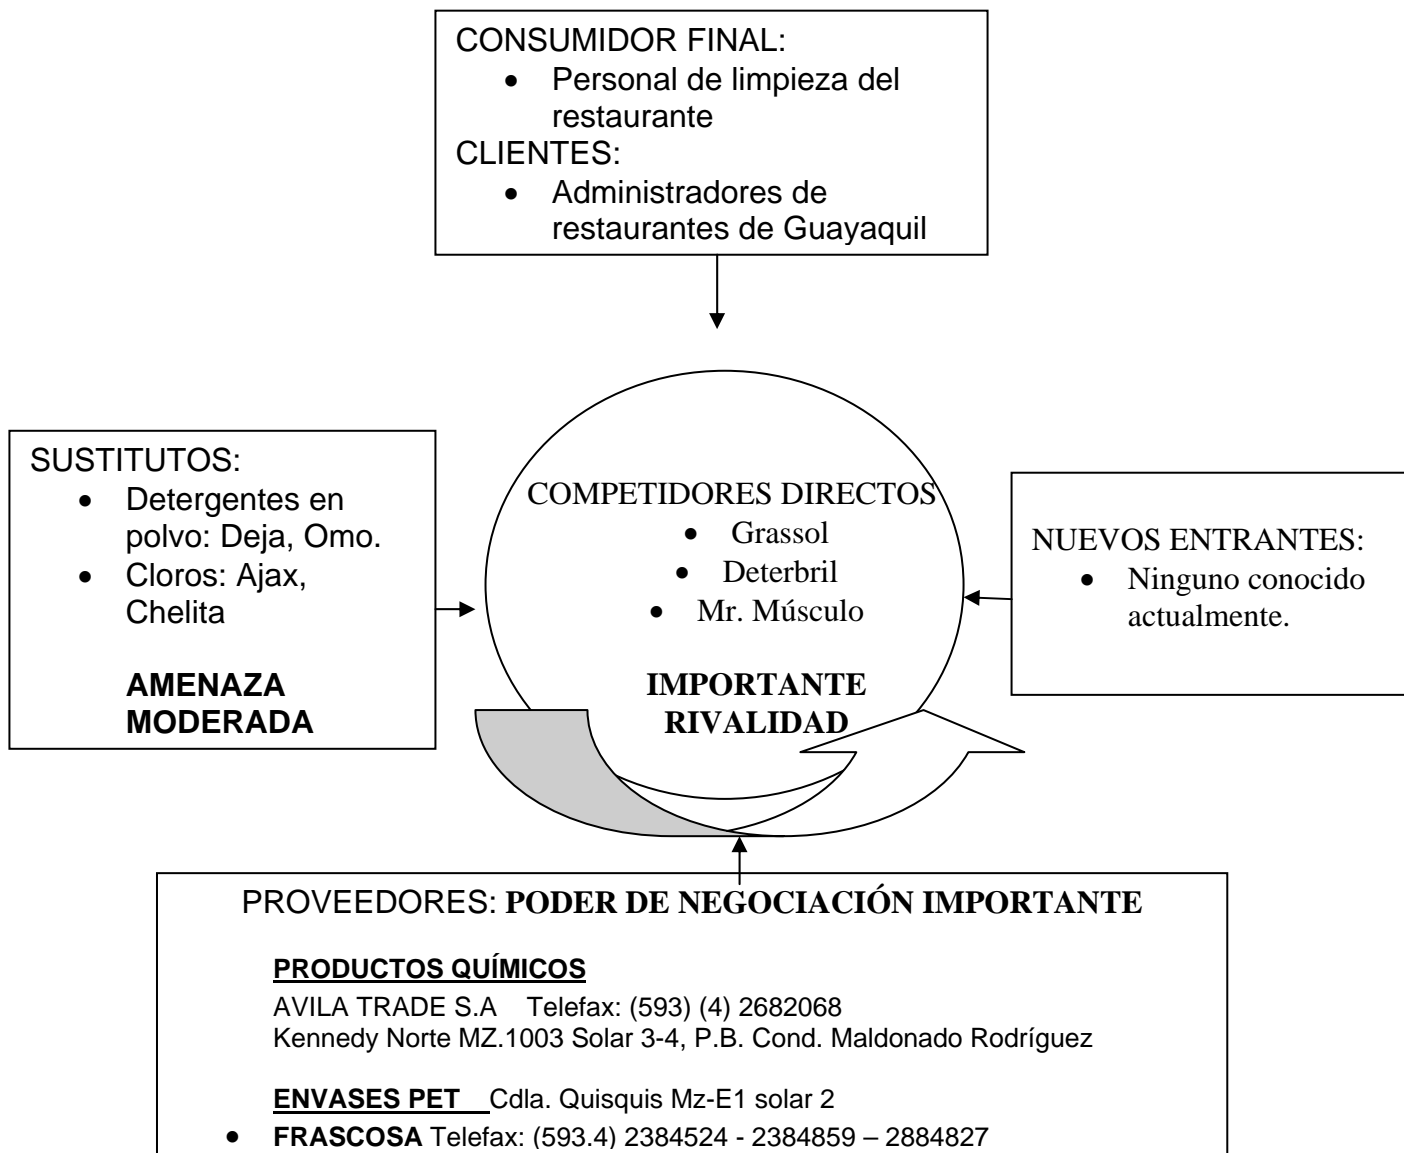 CONSUMIDOR FINAL:
• Personal de limpieza del
restaurante
CLIENTES:
• Administradores de
restaurantes de Guayaquil
SUSTITUTOS:
• Detergentes en
polvo: Deja, Omo.
• Cloros: Ajax,
Chelita
AMENAZA
MODERADA
COMPETIDORES DIRECTOS
• Grassol
• Deterbril
• Mr. Músculo
IMPORTANTE
RIVALIDAD
NUEVOS ENTRANTES:
• Ninguno conocido
actualmente.
PROVEEDORES: PODER DE NEGOCIACIÓN IMPORTANTE
PRODUCTOS QUÍMICOS
AVILA TRADE S.A Telefax: (593) (4) 2682068
Kennedy Norte MZ.1003 Solar 3-4, P.B. Cond. Maldonado Rodríguez
ENVASES PET Cdla. Quisquis Mz-E1 solar 2
• FRASCOSA Telefax: (593.4) 2384524 - 2384859 – 2884827